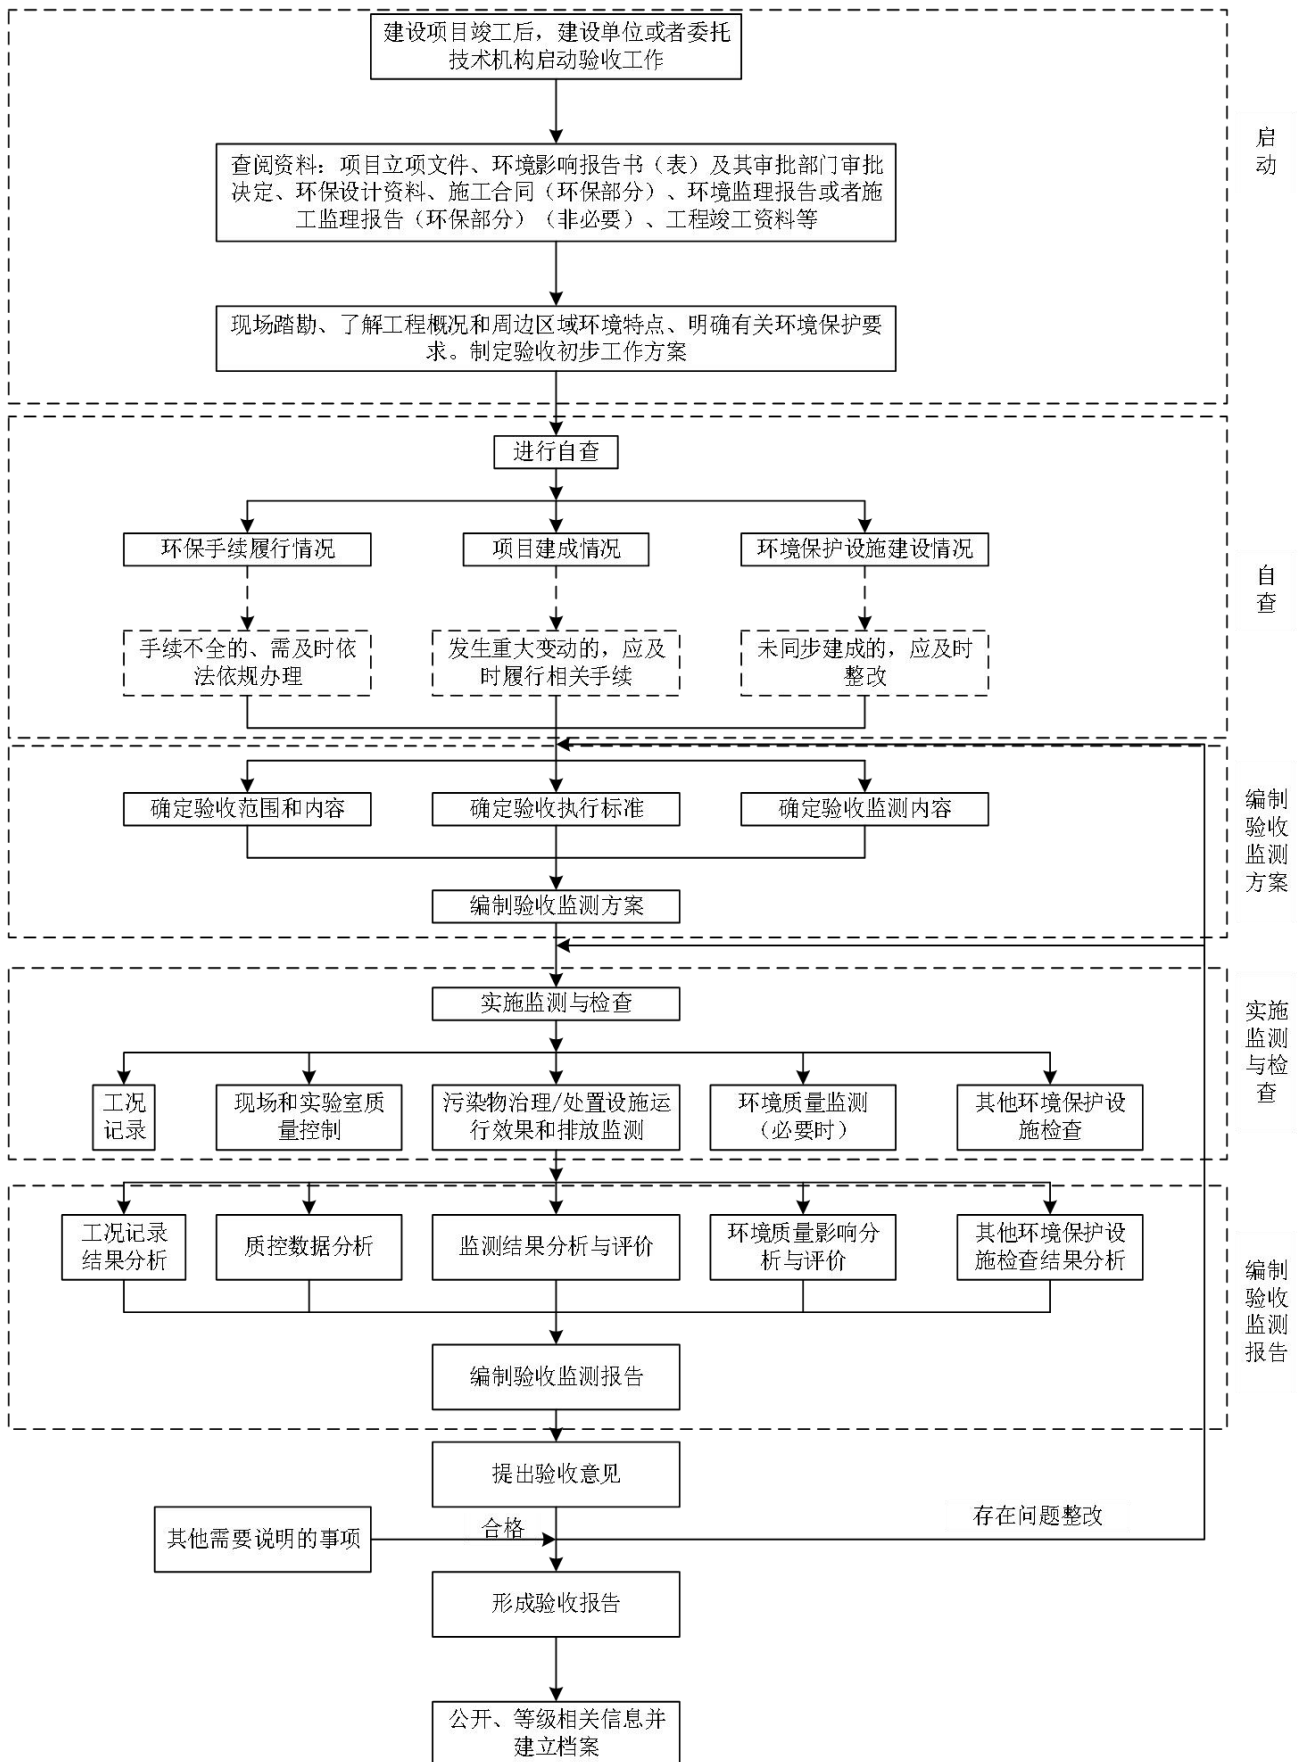 建设项目竣工后，建设单位或者委托
技术机构启动验收工作
启
动
查阅资料：项目立项文件、环境影响报告书（表）及其审批部门审批
决定、环保设计资料、施工合同（环保部分）、环境监理报告或者施
工监理报告（环保部分）（非必要）、工程竣工资料等
现场踏勘、了解工程概况和周边区域环境特点、明确有关环境保护要
求。制定验收初步工作方案
进行自查
环保手续履行情况
项目建成情况
环境保护设施建设情况
自
查
手续不全的、需及时依
法依规办理
发生重大变动的，应及
时履行相关手续
未同步建成的，应及时
整改
确定验收范围和内容
确定验收执行标准
确定验收监测内容
编制
验收
监测
方案
编制验收监测方案
实施监测与检查
实施
监测
与检
查
工况
记录
现场和实验室质
量控制
污染物治理/处置设施运
行效果和排放监测
环境质量监测
（必要时）
其他环境保护设
施检查
工况记录
结果分析
质控数据分析
监测结果分析与评价
环境质量影响分
析与评价
其他环境保护设
施检查结果分析
编制
验收
监测
报告
编制验收监测报告
提出验收意见
其他需要说明的事项
合格
存在问题整改
形成验收报告
公开、等级相关信息并
建立档案